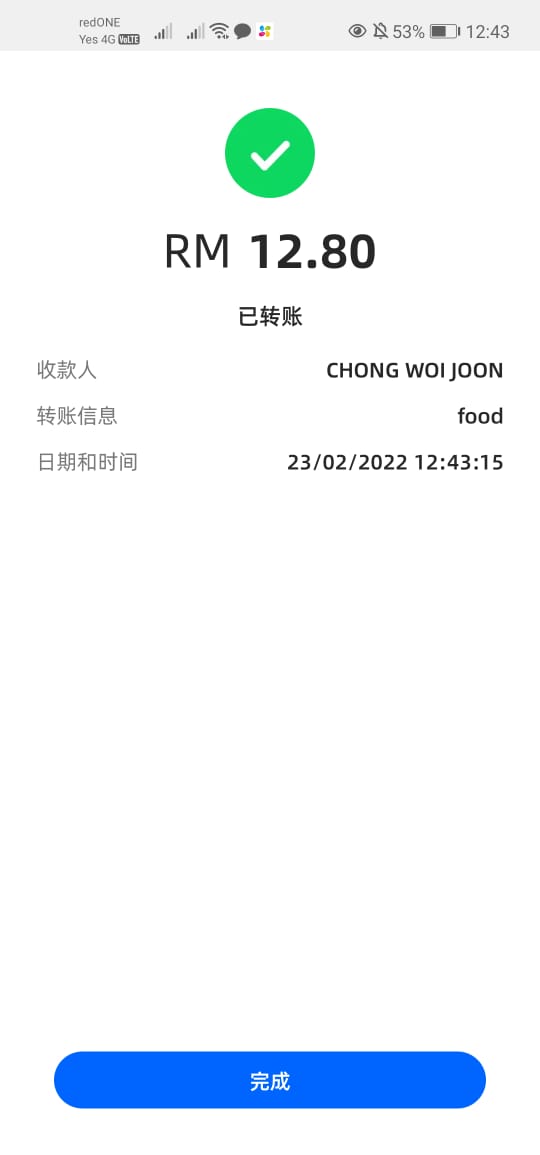 redONE
Yes 4G VoLTE 53% 12:43
RM 12.80
已转账
收款人 CHONG WOI JOON
转账信息 food
日期和时间 23/02/2022 12:43:15
完成